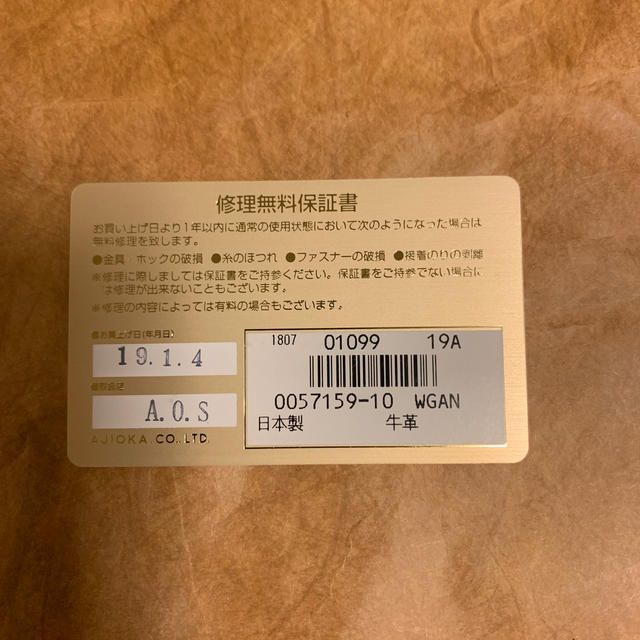 修理無料保証書
お買い上げ日より1年以内に通常の使用状態において次のようになった場合は
無料修理を致します。
●金具/ホックの破損 ●糸のほつれ ●ファスナーの破損 ●接着のりの剥離
※修理に際しましては保証書をご持参ください。保証書をご持参でない場合に
は修理が出来ないこともございます。
※修理の内容によっては有料の場合もございます。
お買上げ日(年月日)
19.1.4
A.O.S
AJIOKA.CO.,LTD.
1807 01099 19A
0057159-10 WGAN
日本製 牛革